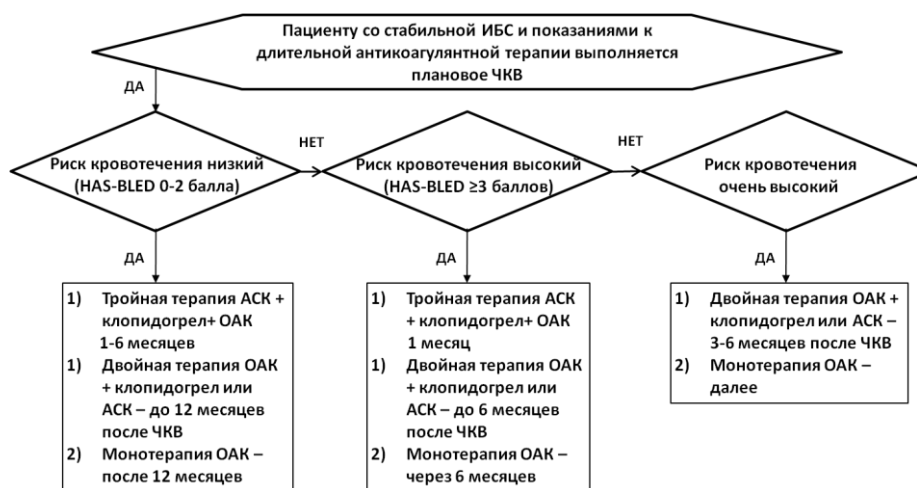 Пациенту со стабильной ИБС и показаниями к
длительной антикоагулянтной терапии выполняется
плановое ЧКВ
ДА
Риск кровотечения низкий
(HAS-BLED 0-2 балла)
НЕТ
Риск кровотечения высокий
(HAS-BLED ≥3 баллов)
НЕТ
Риск кровотечения
очень высокий
ДА
ДА
ДА
1) Тройная терапия АСК +
клопидогрел+ ОАК
1-6 месяцев
1) Двойная терапия ОАК
+ клопидогрел или
АСК – до 12 месяцев
после ЧКВ
2) Монотерапия ОАК –
после 12 месяцев
1) Тройная терапия АСК
+ клопидогрел+ ОАК
1 месяц
1) Двойная терапия ОАК
+ клопидогрел или
АСК – до 6 месяцев
после ЧКВ
2) Монотерапия ОАК –
через 6 месяцев
1) Двойная терапия ОАК +
клопидогрел или АСК –
3-6 месяцев после ЧКВ
2) Монотерапия ОАК –
далее